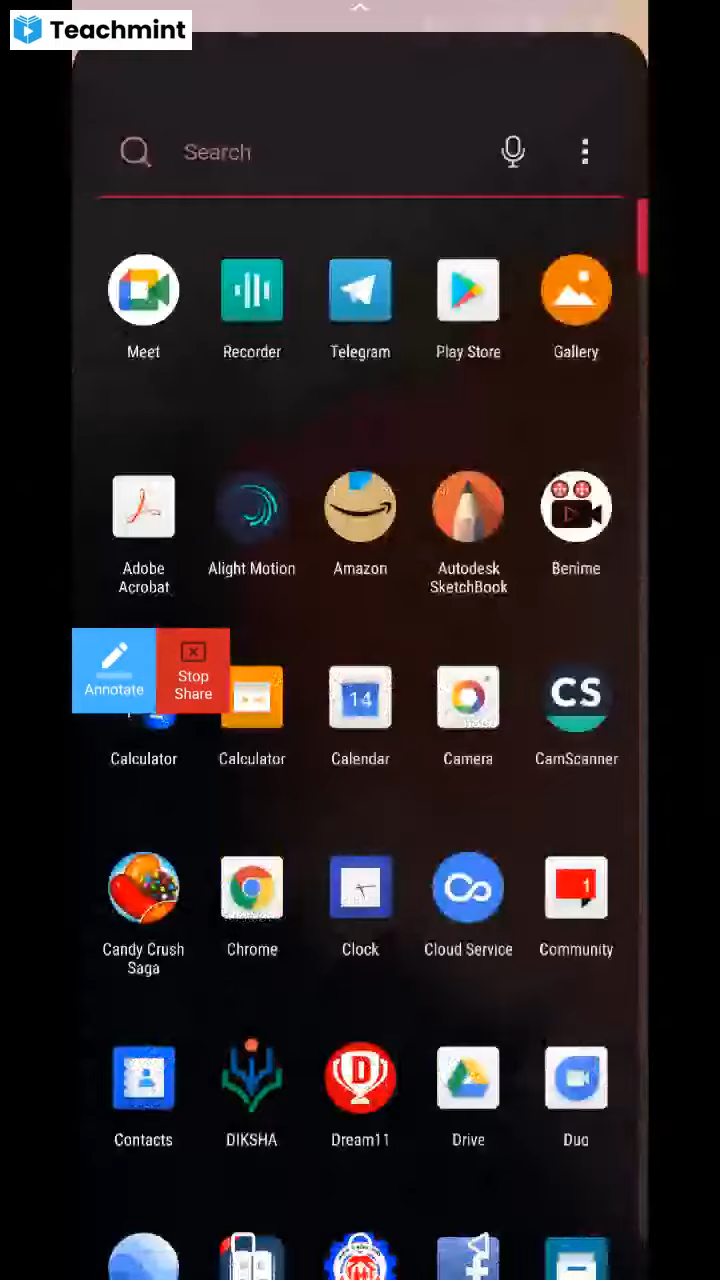 Teachmint
Search
Meet
Recorder
Telegram
Play Store
Gallery
Adobe
Acrobat
Alight Motion
Amazon
Autodesk
SketchBook
Benime
Annotate
Stop
Share
14
CS
Calculator
Calculator
Calendar
Camera
CamScanner
1
Candy Crush
Saga
Chrome
Clock
Cloud Service
Community
D
Contacts
DIKSHA
Dream11
Drive
Duo